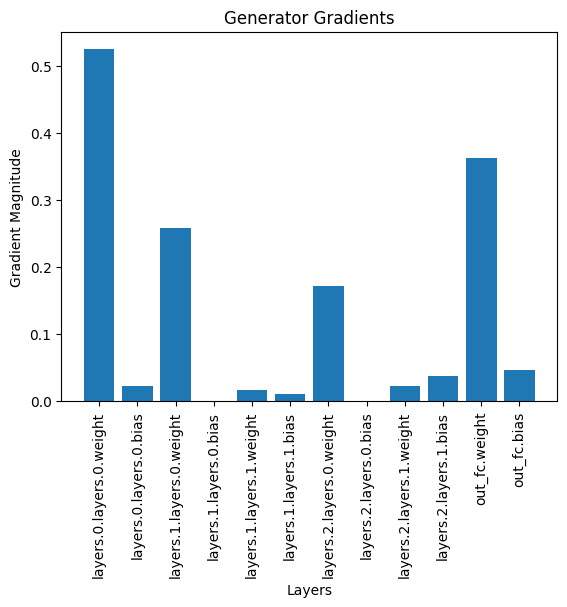 Generator Gradients
Gradient Magnitude
0.5
0.4
0.3
0.2
0.1
0.0
layers.0.layers.0.weight
layers.0.layers.0.bias
layers.1.layers.0.weight
layers.1.layers.0.bias
layers.1.layers.1.weight
layers.1.layers.1.bias
layers.2.layers.0.weight
layers.2.layers.0.bias
layers.2.layers.1.weight
layers.2.layers.1.bias
out_fc.weight
out_fc.bias
Layers